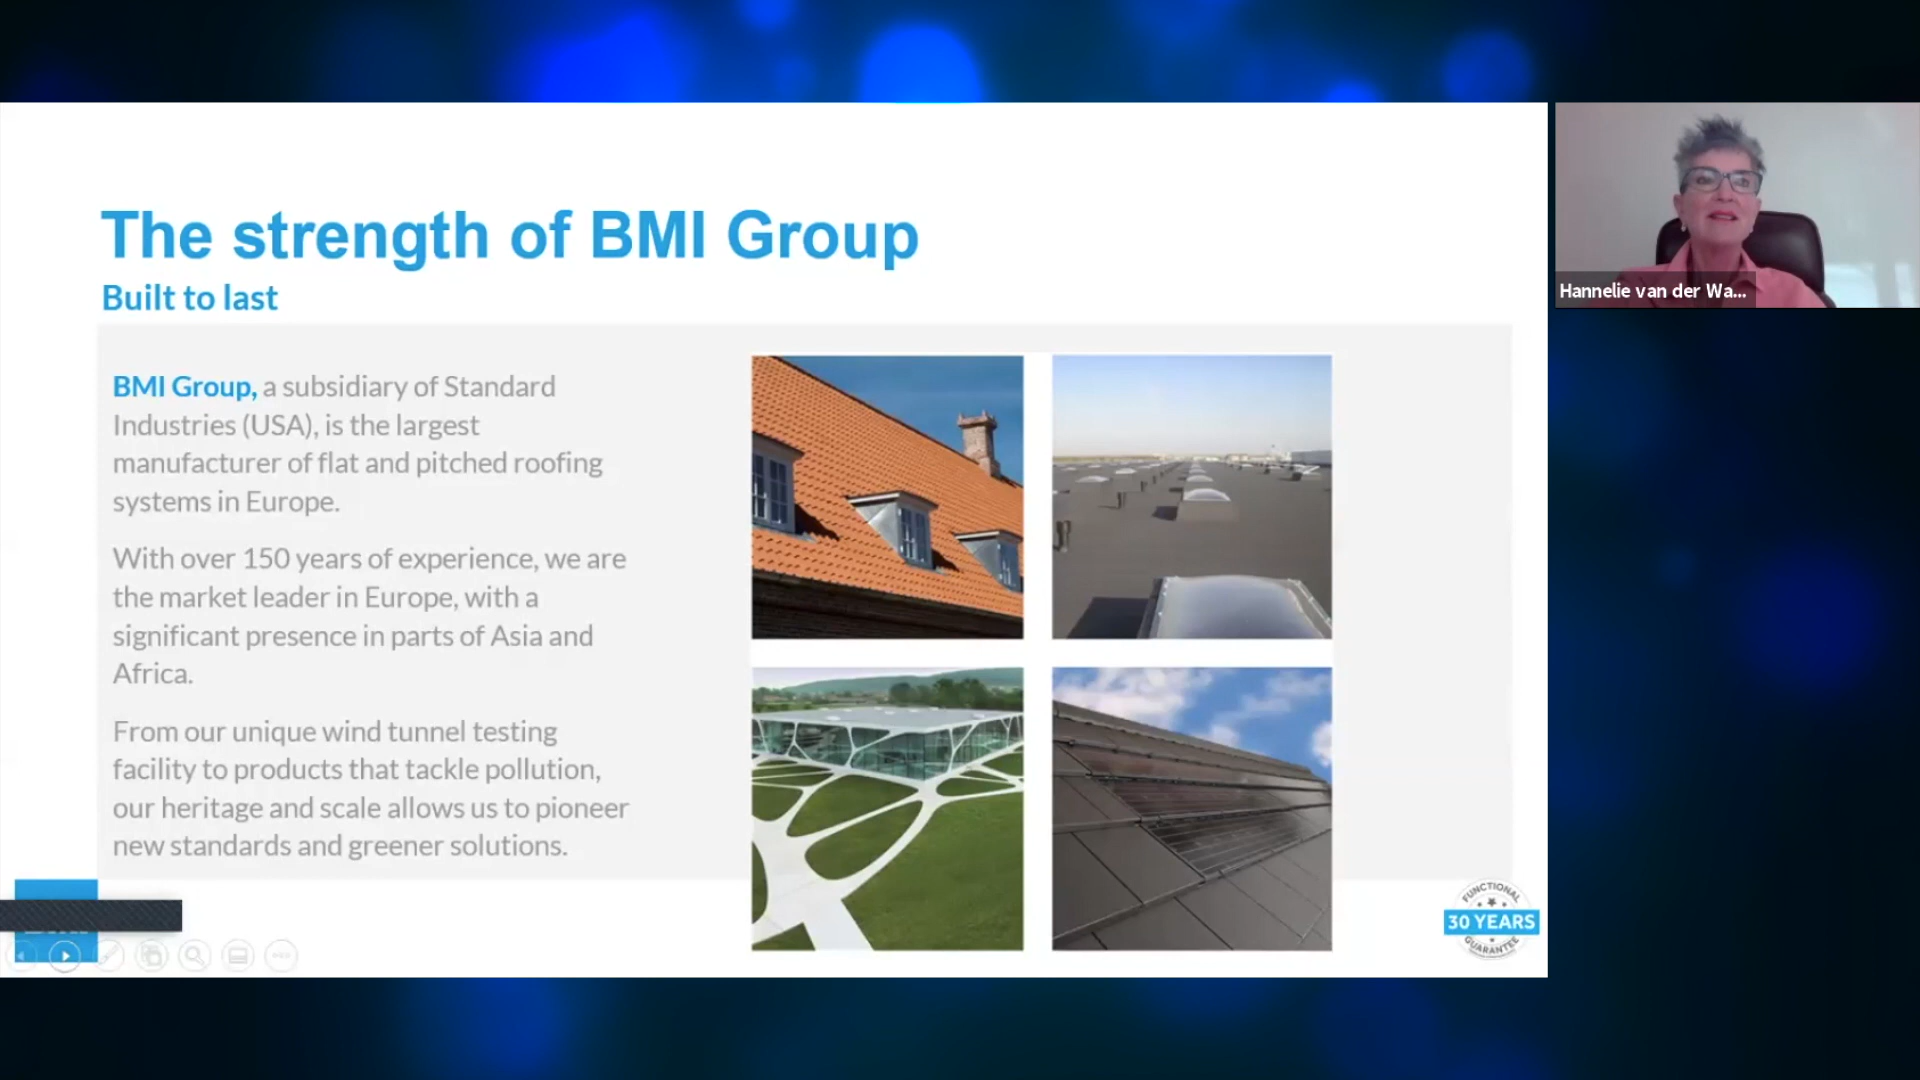 The strength of BMI Group
Built to last
BMI Group, a subsidiary of Standard
Industries (USA), is the largest
manufacturer of flat and pitched roofing
systems in Europe.
With over 150 years of experience, we are
the market leader in Europe, with a
significant presence in parts of Asia and
Africa.
From our unique wind tunnel testing
facility to products that tackle pollution,
our heritage and scale allows us to pioneer
new standards and greener solutions.
Hannelie van der Wa...
FUNCTIONAL
30 YEARS
GUARANTEE